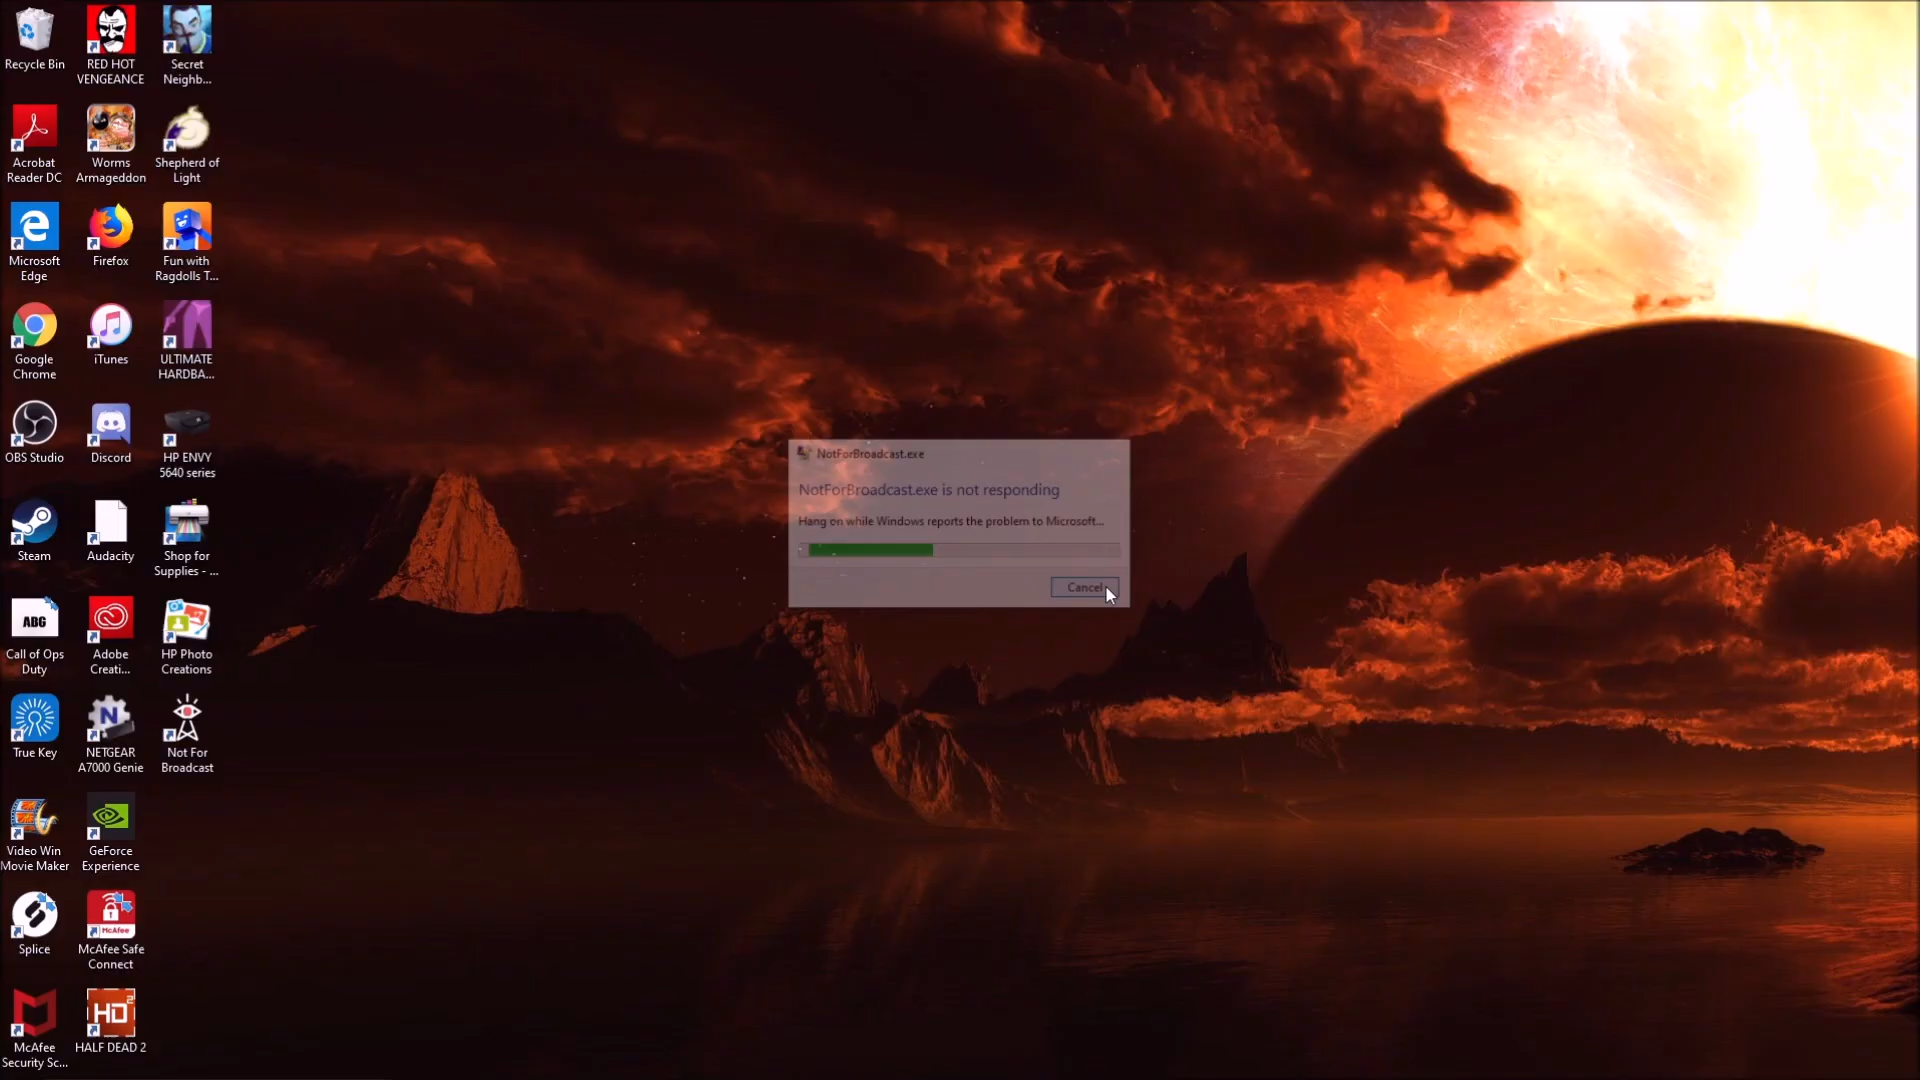 Recycle Bin
RED HOT
VENGEANCE
Secret
Neighb...
Acrobat
Reader DC
Worms
Armageddon
Shepherd of
Light
Microsoft
Edge
Firefox
Fun with
Ragdolls T...
Google
Chrome
iTunes
ULTIMATE
HARDBA...
OBS Studio
Discord
HP ENVY
5640 series
Steam
Audacity
Shop for
Supplies - ...
ABG
Call of Ops
Duty
Adobe
Creati...
HP Photo
Creations
True Key
N
NETGEAR
A7000 Genie
Not For
Broadcast
Video Win
Movie Maker
GeForce
Experience
Splice
McAfee
McAfee Safe
Connect
McAfee
Security Sc...
HD2
HALF DEAD 2
NotForBroadcast.exe
NotForBroadcast.exe is not responding
Hang on while Windows reports the problem to Microsoft...
Cancel